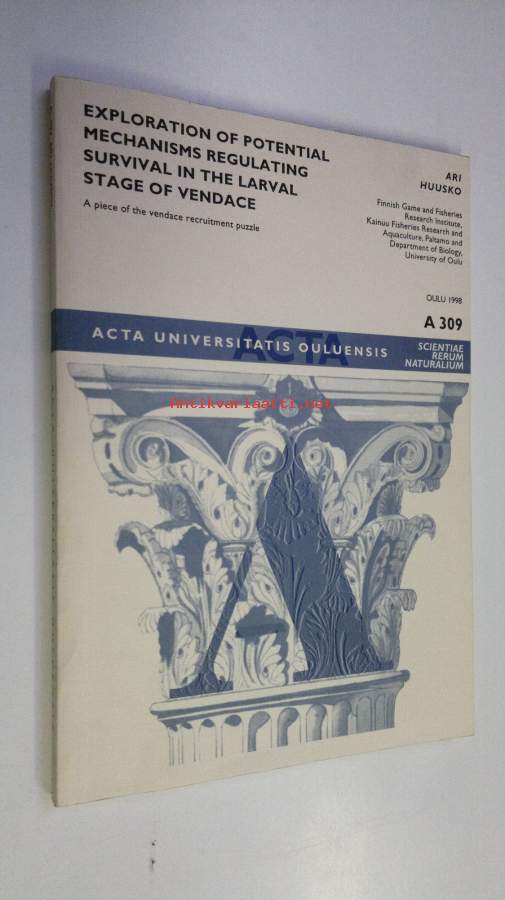 EXPLORATION OF POTENTIAL
MECHANISMS REGULATING
SURVIVAL IN THE LARVAL
STAGE OF VENDACE
A piece of the vendace recruitment puzzle
ARI
HUUSKO
Finnish Game and Fisheries
Research Institute,
Kainuu Fisheries Research and
Aquaculture, Paltamo and
Department of Biology,
University of Oulu
OULU 1998
A 309
ACTA
ACTA UNIVERSITATIS OULUENSIS
SCIENTIAE
RERUM
NATURALIUM
Antikvariaatti.net